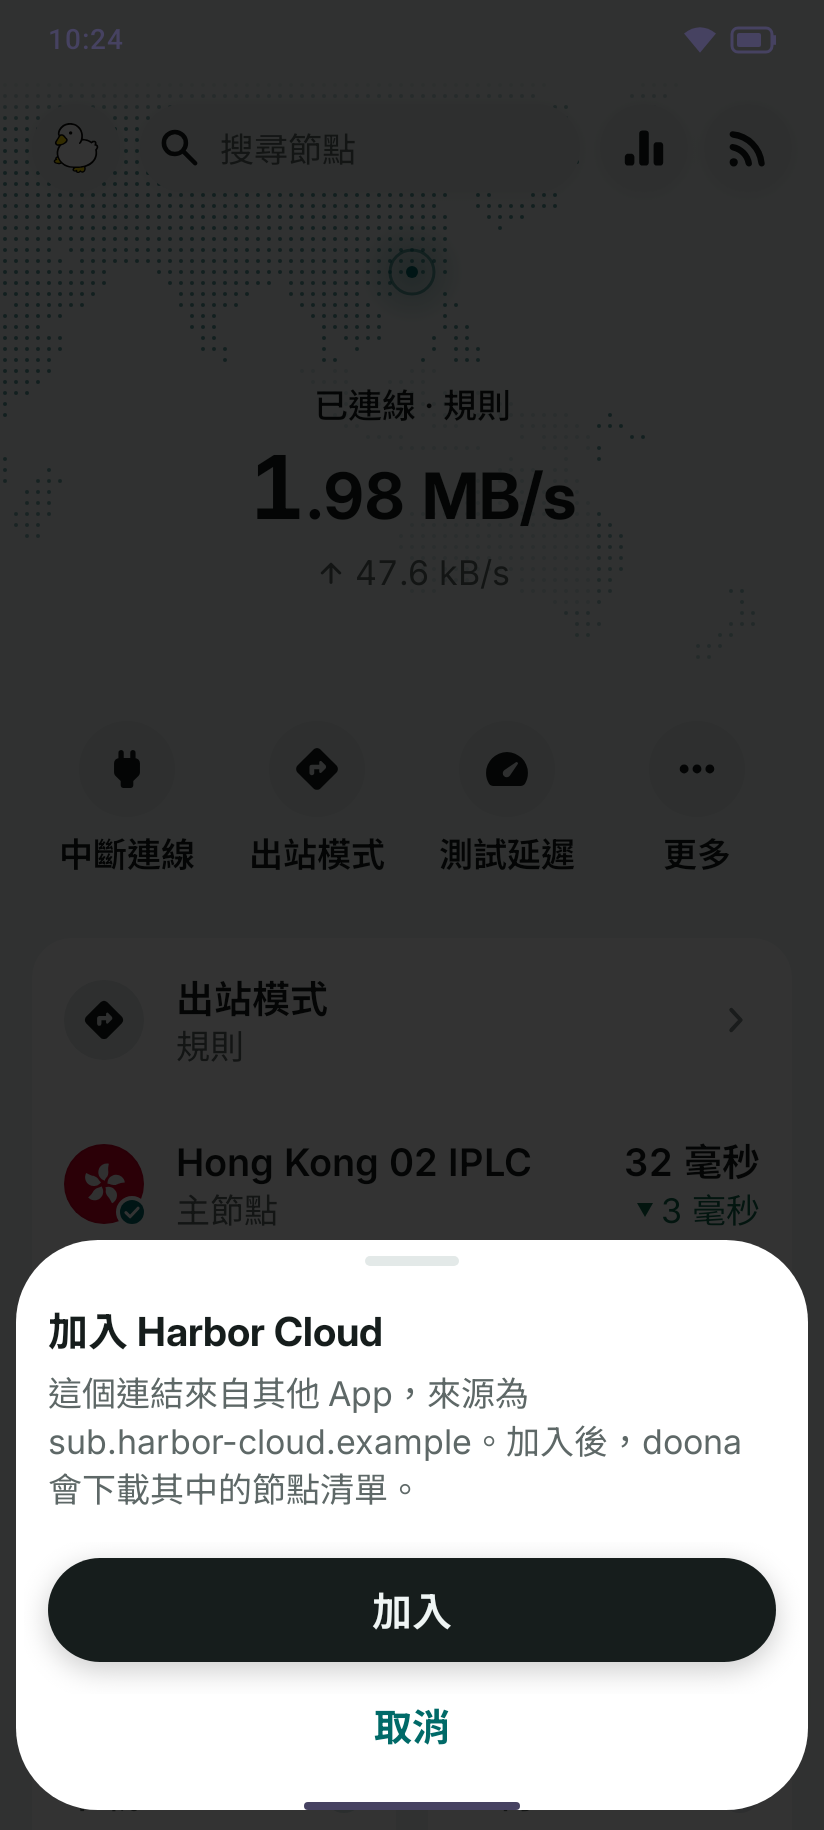 10:24
搜尋節點
已連線 · 規則
1.98 MB/s
↑ 47.6 kB/s
中斷連線
出站模式
測試延遲
更多
出站模式
規則
Hong Kong 02 IPLC
32 毫秒
主節點
▼3 毫秒
加入 Harbor Cloud
這個連結來自其他 App，來源為
sub.harbor-cloud.example。加入後，doona
會下載其中的節點清單。
加入
取消